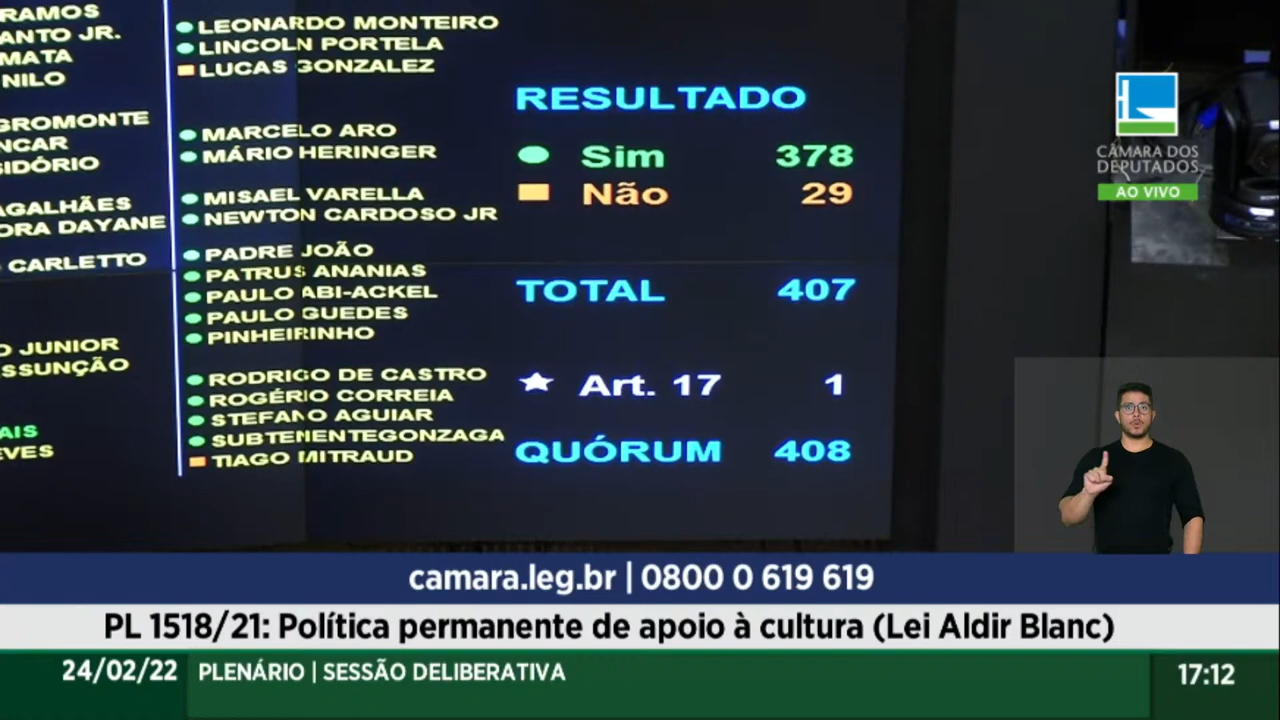 RAMOS
ANTO JR.
MATA
NILO
GROMONTE
NCAR
SIDÓRIO
AGALHÃES
ORA DAYANE
CARLETTO
O JUNIOR
SSUNÇÃO
AIS
EVES
LEONARDO MONTEIRO
LINCOLN PORTELA
LUCAS GONZALEZ
MARCELO ARO
MÁRIO HERINGER
MISAEL VARELLA
NEWTON CARDOSO JR
PADRE JOÃO
PATRUS ANANIAS
PAULO ABI-ACKEL
PAULO GUEDES
PINHEIRINHO
RODRIGO DE CASTRO
ROGÉRIO CORREIA
STEFANO AGUIAR
SUBTENENTEGONZAGA
TIAGO MITRAUD
RESULTADO
Sim 378
Não 29
TOTAL 407
Art. 17 1
QUÓRUM 408
CÂMARA DOS
DEPUTADOS
AO VIVO
camara.leg.br | 0800 0 619 619
PL 1518/21: Política permanente de apoio à cultura (Lei Aldir Blanc)
24/02/22 PLENÁRIO | SESSÃO DELIBERATIVA 17:12